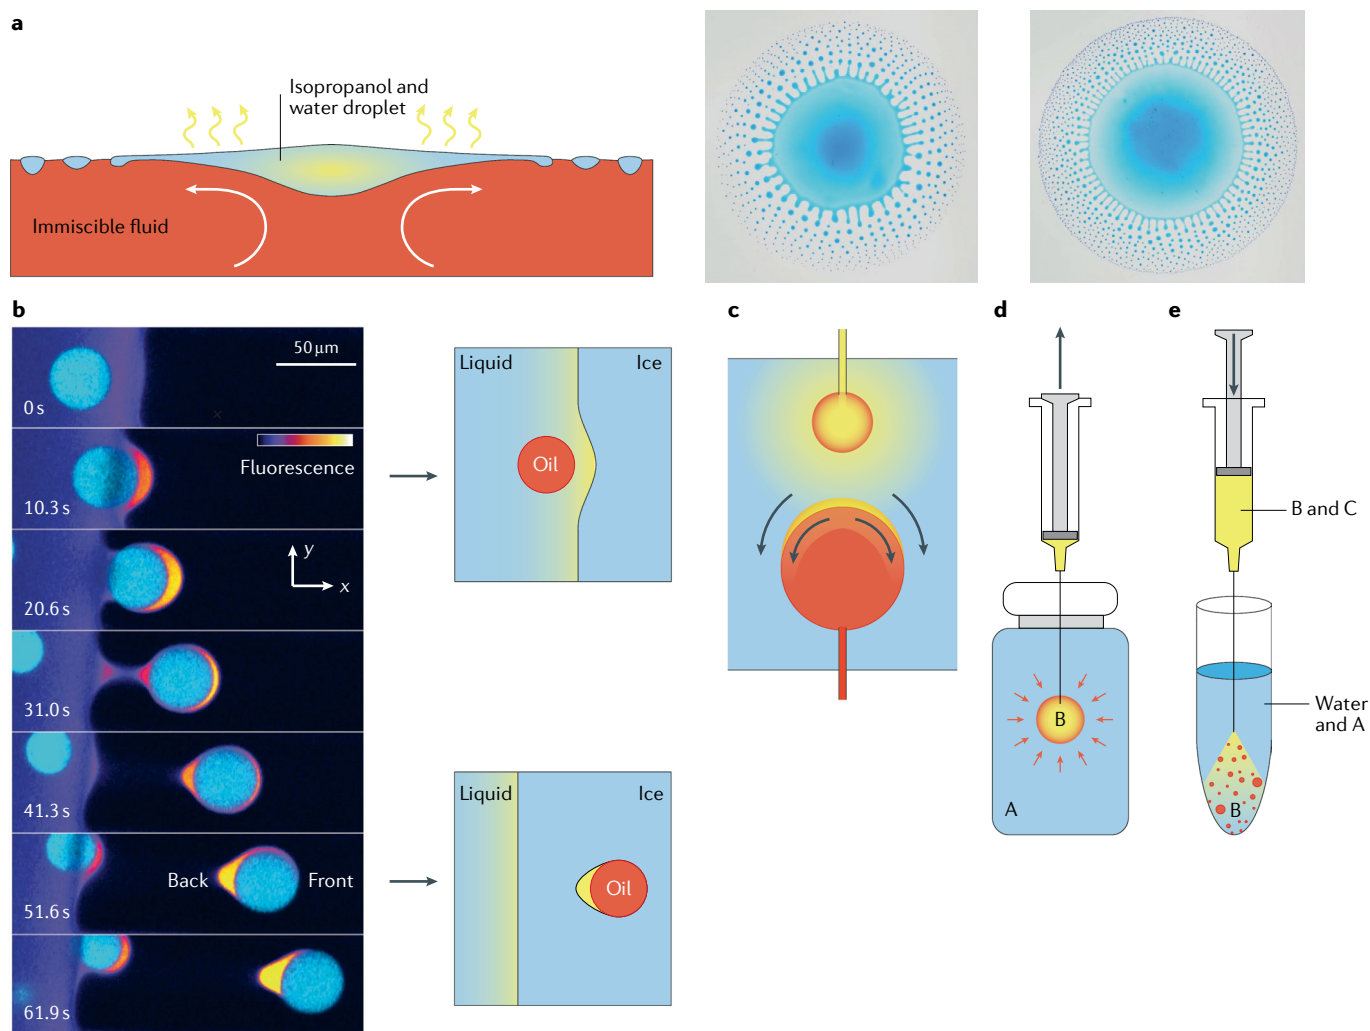 a
Isopropanol and
water droplet
Immiscible fluid
b
0 s
50 μm
10.3 s
Fluorescence
20.6 s
y
x
31.0 s
41.3 s
51.6 s
Back
Front
61.9 s
Liquid
Ice
Oil
Liquid
Ice
Oil
c
d
B
A
e
B and C
Water
and A
B